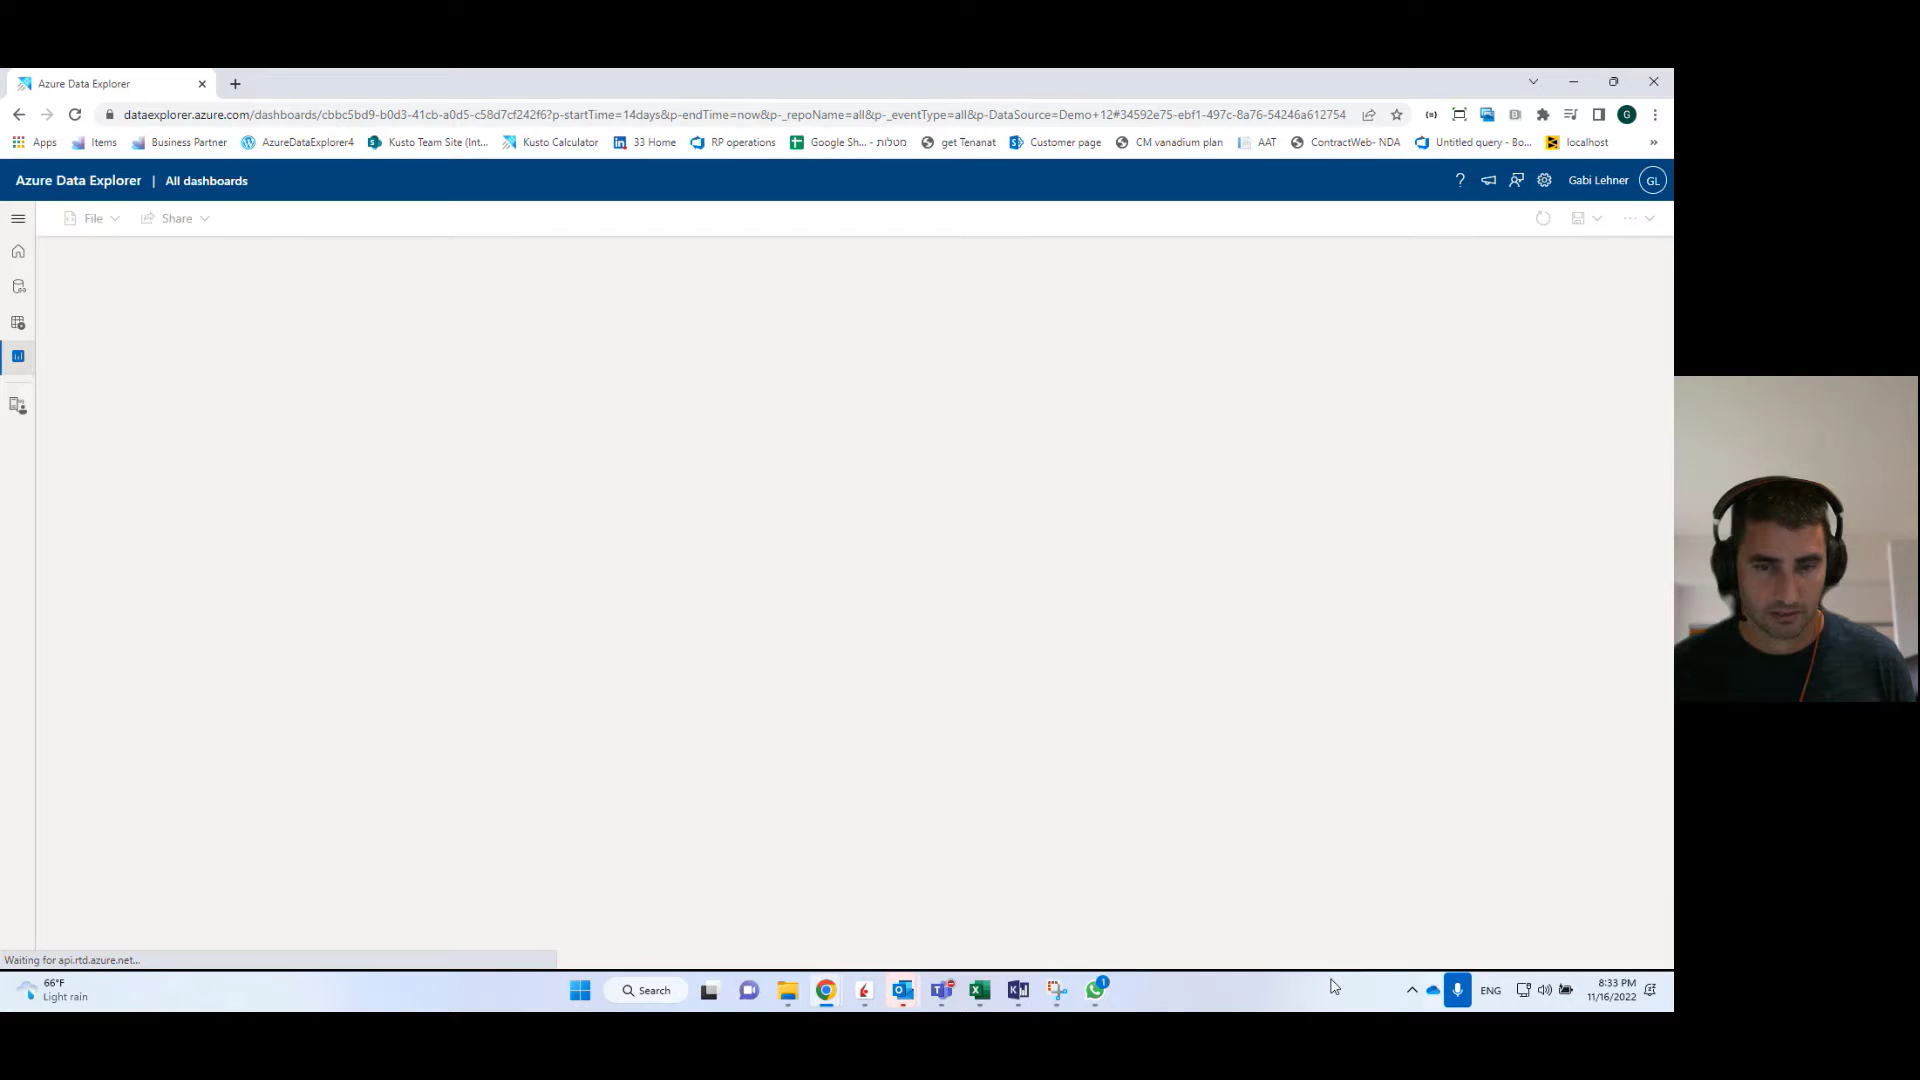 Azure Data Explorer
dataexplorer.azure.com/dashboards/cbbc5bd9-b0d3-41cb-a0d5-c58d7cf242f6?p-startTime=14days&p-endTime=now&p-_repoName=all&p-_eventType=all&p-DataSource=Demo+12#34592e75-ebf1-497c-8a76-54246a612754
G
Apps Items Business Partner AzureDataExplorer4 Kusto Team Site (Int... Kusto Calculator 33 Home RP operations Google Sh... - מטלות get Tenanat Customer page CM vanadium plan AAT ContractWeb- NDA Untitled query - Bo... localhost »
Azure Data Explorer | All dashboards
? Gabi Lehner GL
File Share
Waiting for api.rtd.azure.net...
66°F
Light rain
Search
1
ENG
8:33 PM
11/16/2022